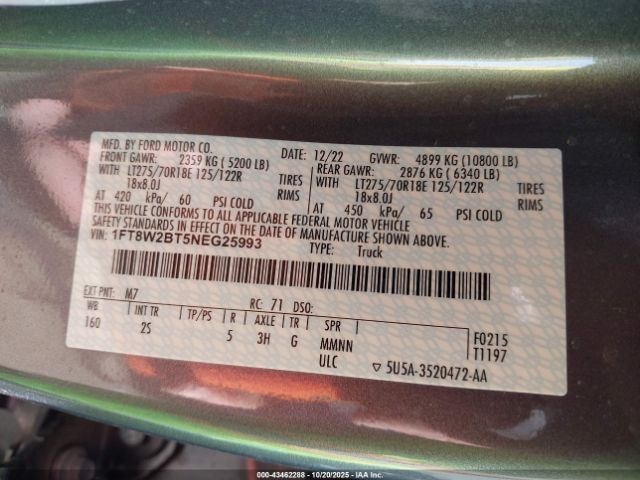 MFD. BY FORD MOTOR CO.
DATE: 12/22 GVWR: 4899 KG (10800 LB)
FRONT GAWR: 2359 KG (5200 LB)
REAR GAWR: 2876 KG (6340 LB)
WITH LT275/70R18E 125/122R TIRES
WITH LT275/70R18E 125/122R TIRES
18x8.0J
18x8.0J
AT 420 kPa/ 60 PSI COLD
AT 450 kPa/ 65 PSI COLD
THIS VEHICLE CONFORMS TO ALL APPLICABLE FEDERAL MOTOR VEHICLE
SAFETY STANDARDS IN EFFECT ON THE DATE OF MANUFACTURE SHOWN ABOVE
VIN: 1FT8W2BT5NEG25993
TYPE: Truck
EXT PNT: M7 RC: 71 DSO:
WB INT TR TP/PS R AXLE TR SPR
160 2S 5 3H G MMNN
ULC
F0215
T1197
▽ 5U5A-3520472-AA
000-43462288 - 10/20/2025 - IAAI.COM